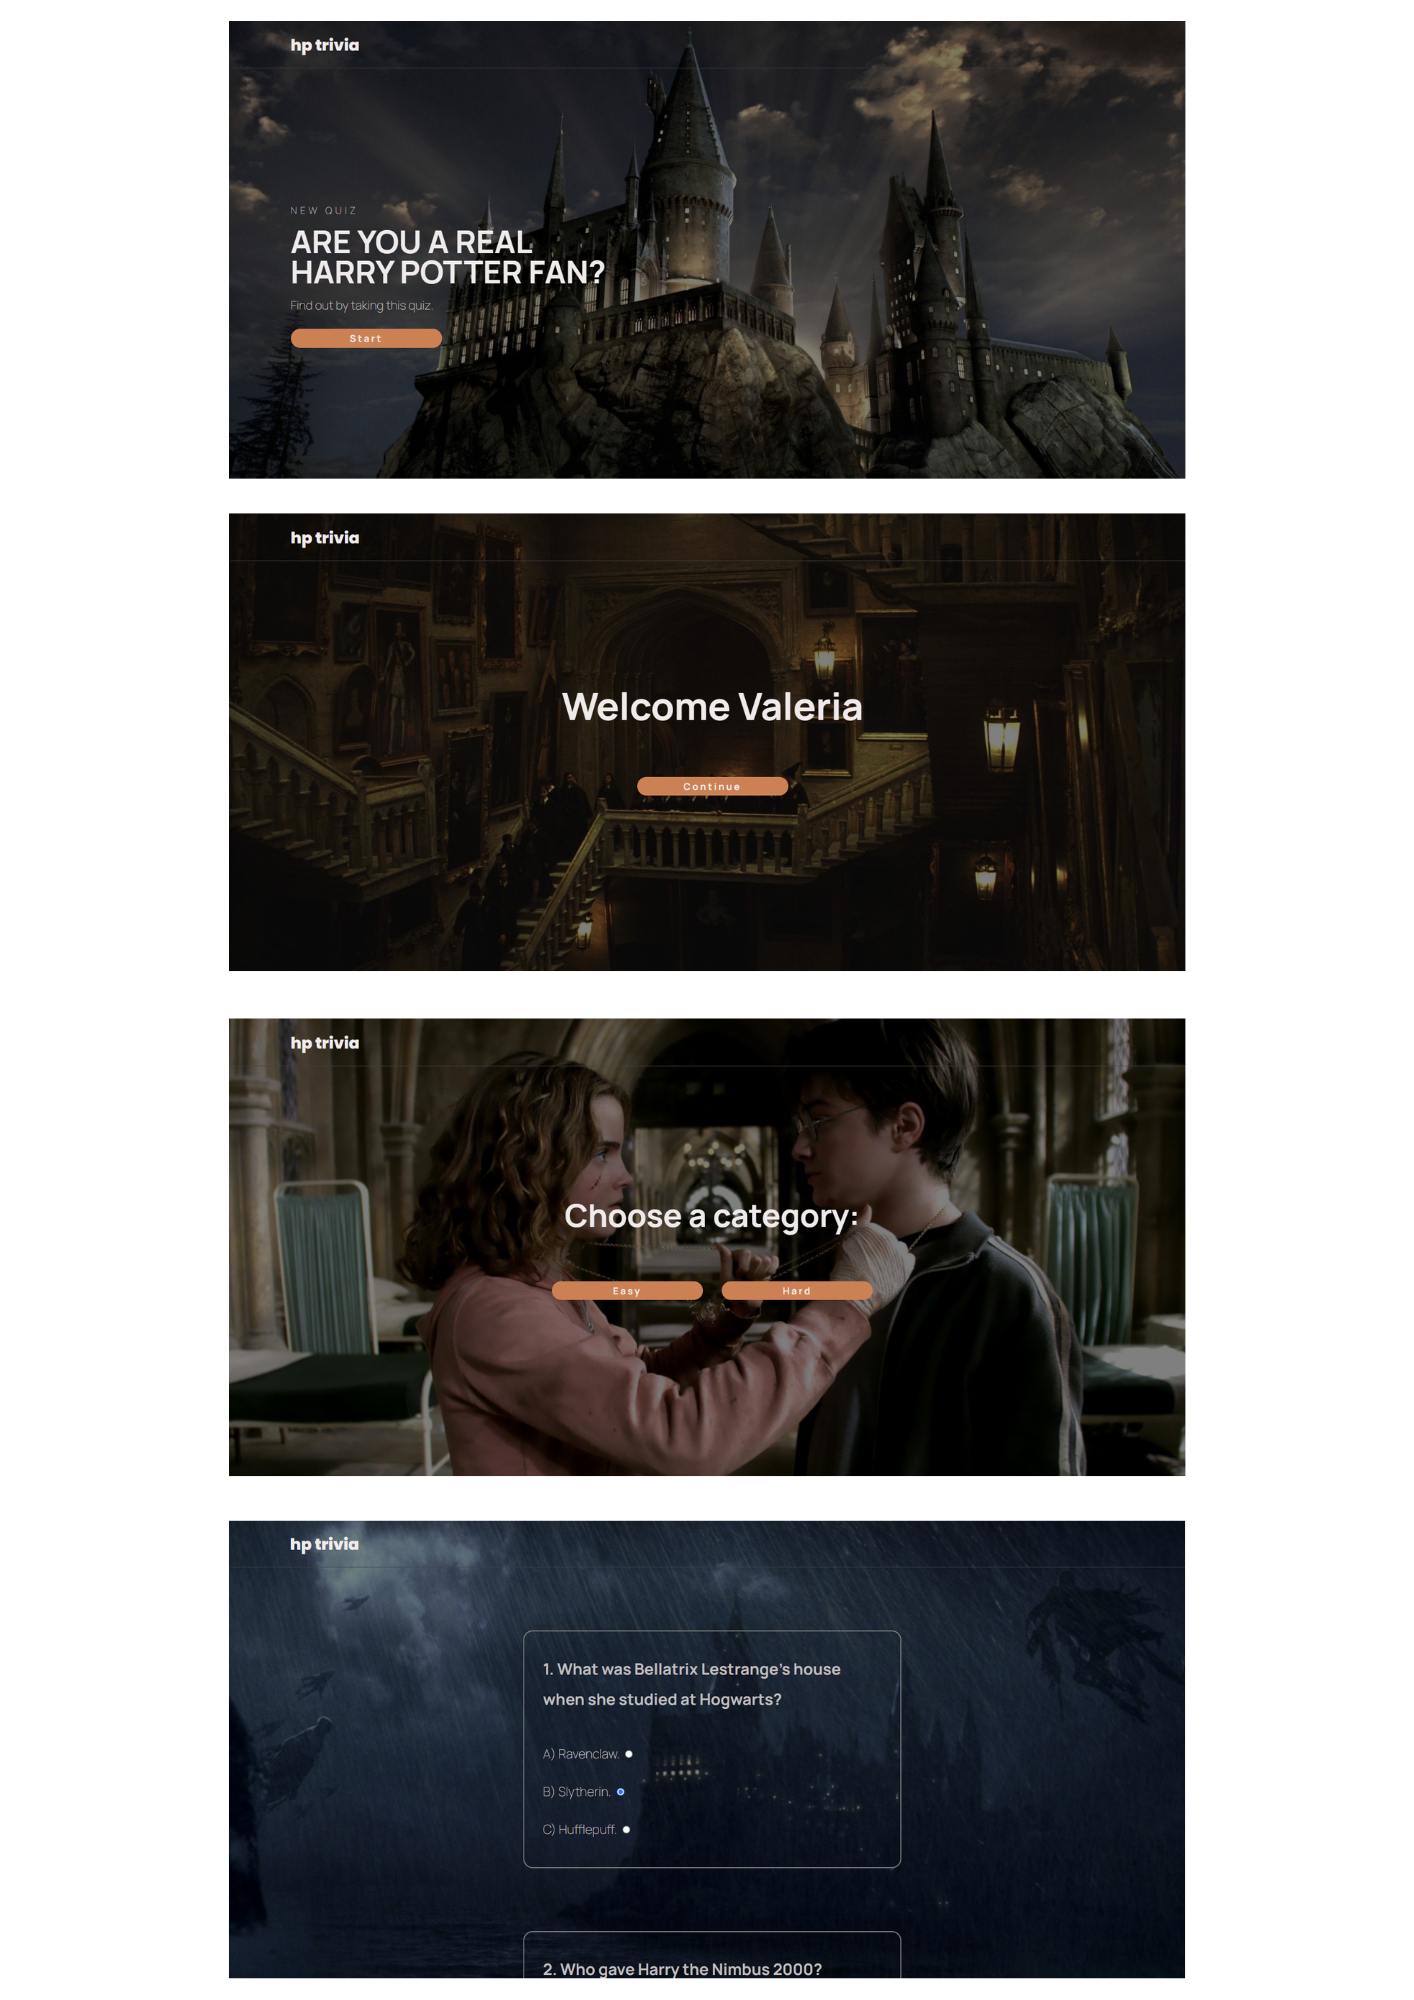 hp trivia
NEW QUIZ
ARE YOU A REAL
HARRY POTTER FAN?
Find out by taking this quiz.
Start
hp trivia
Welcome Valeria
Continue
hp trivia
Choose a category:
Easy Hard
hp trivia
1. What was Bellatrix Lestrange's house
when she studied at Hogwarts?
A) Ravenclaw.
B) Slytherin.
C) Hufflepuff.
2. Who gave Harry the Nimbus 2000?